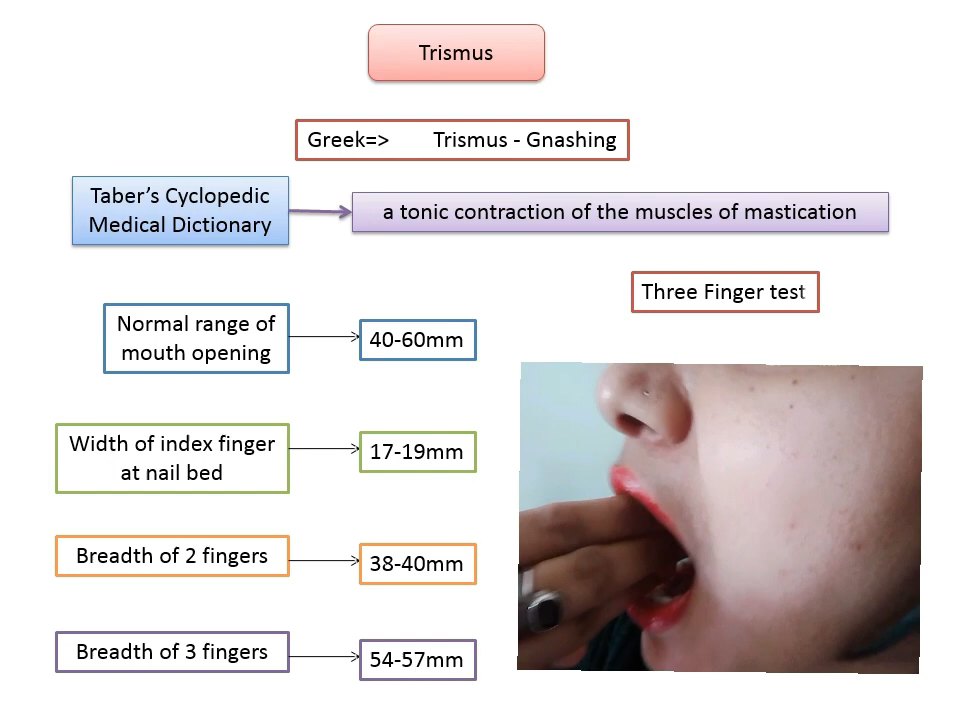 Trismus
Greek=> Trismus - Gnashing
Taber’s Cyclopedic
Medical Dictionary
a tonic contraction of the muscles of mastication
Three Finger test
Normal range of
mouth opening
40-60mm
Width of index finger
at nail bed
17-19mm
Breadth of 2 fingers
38-40mm
Breadth of 3 fingers
54-57mm